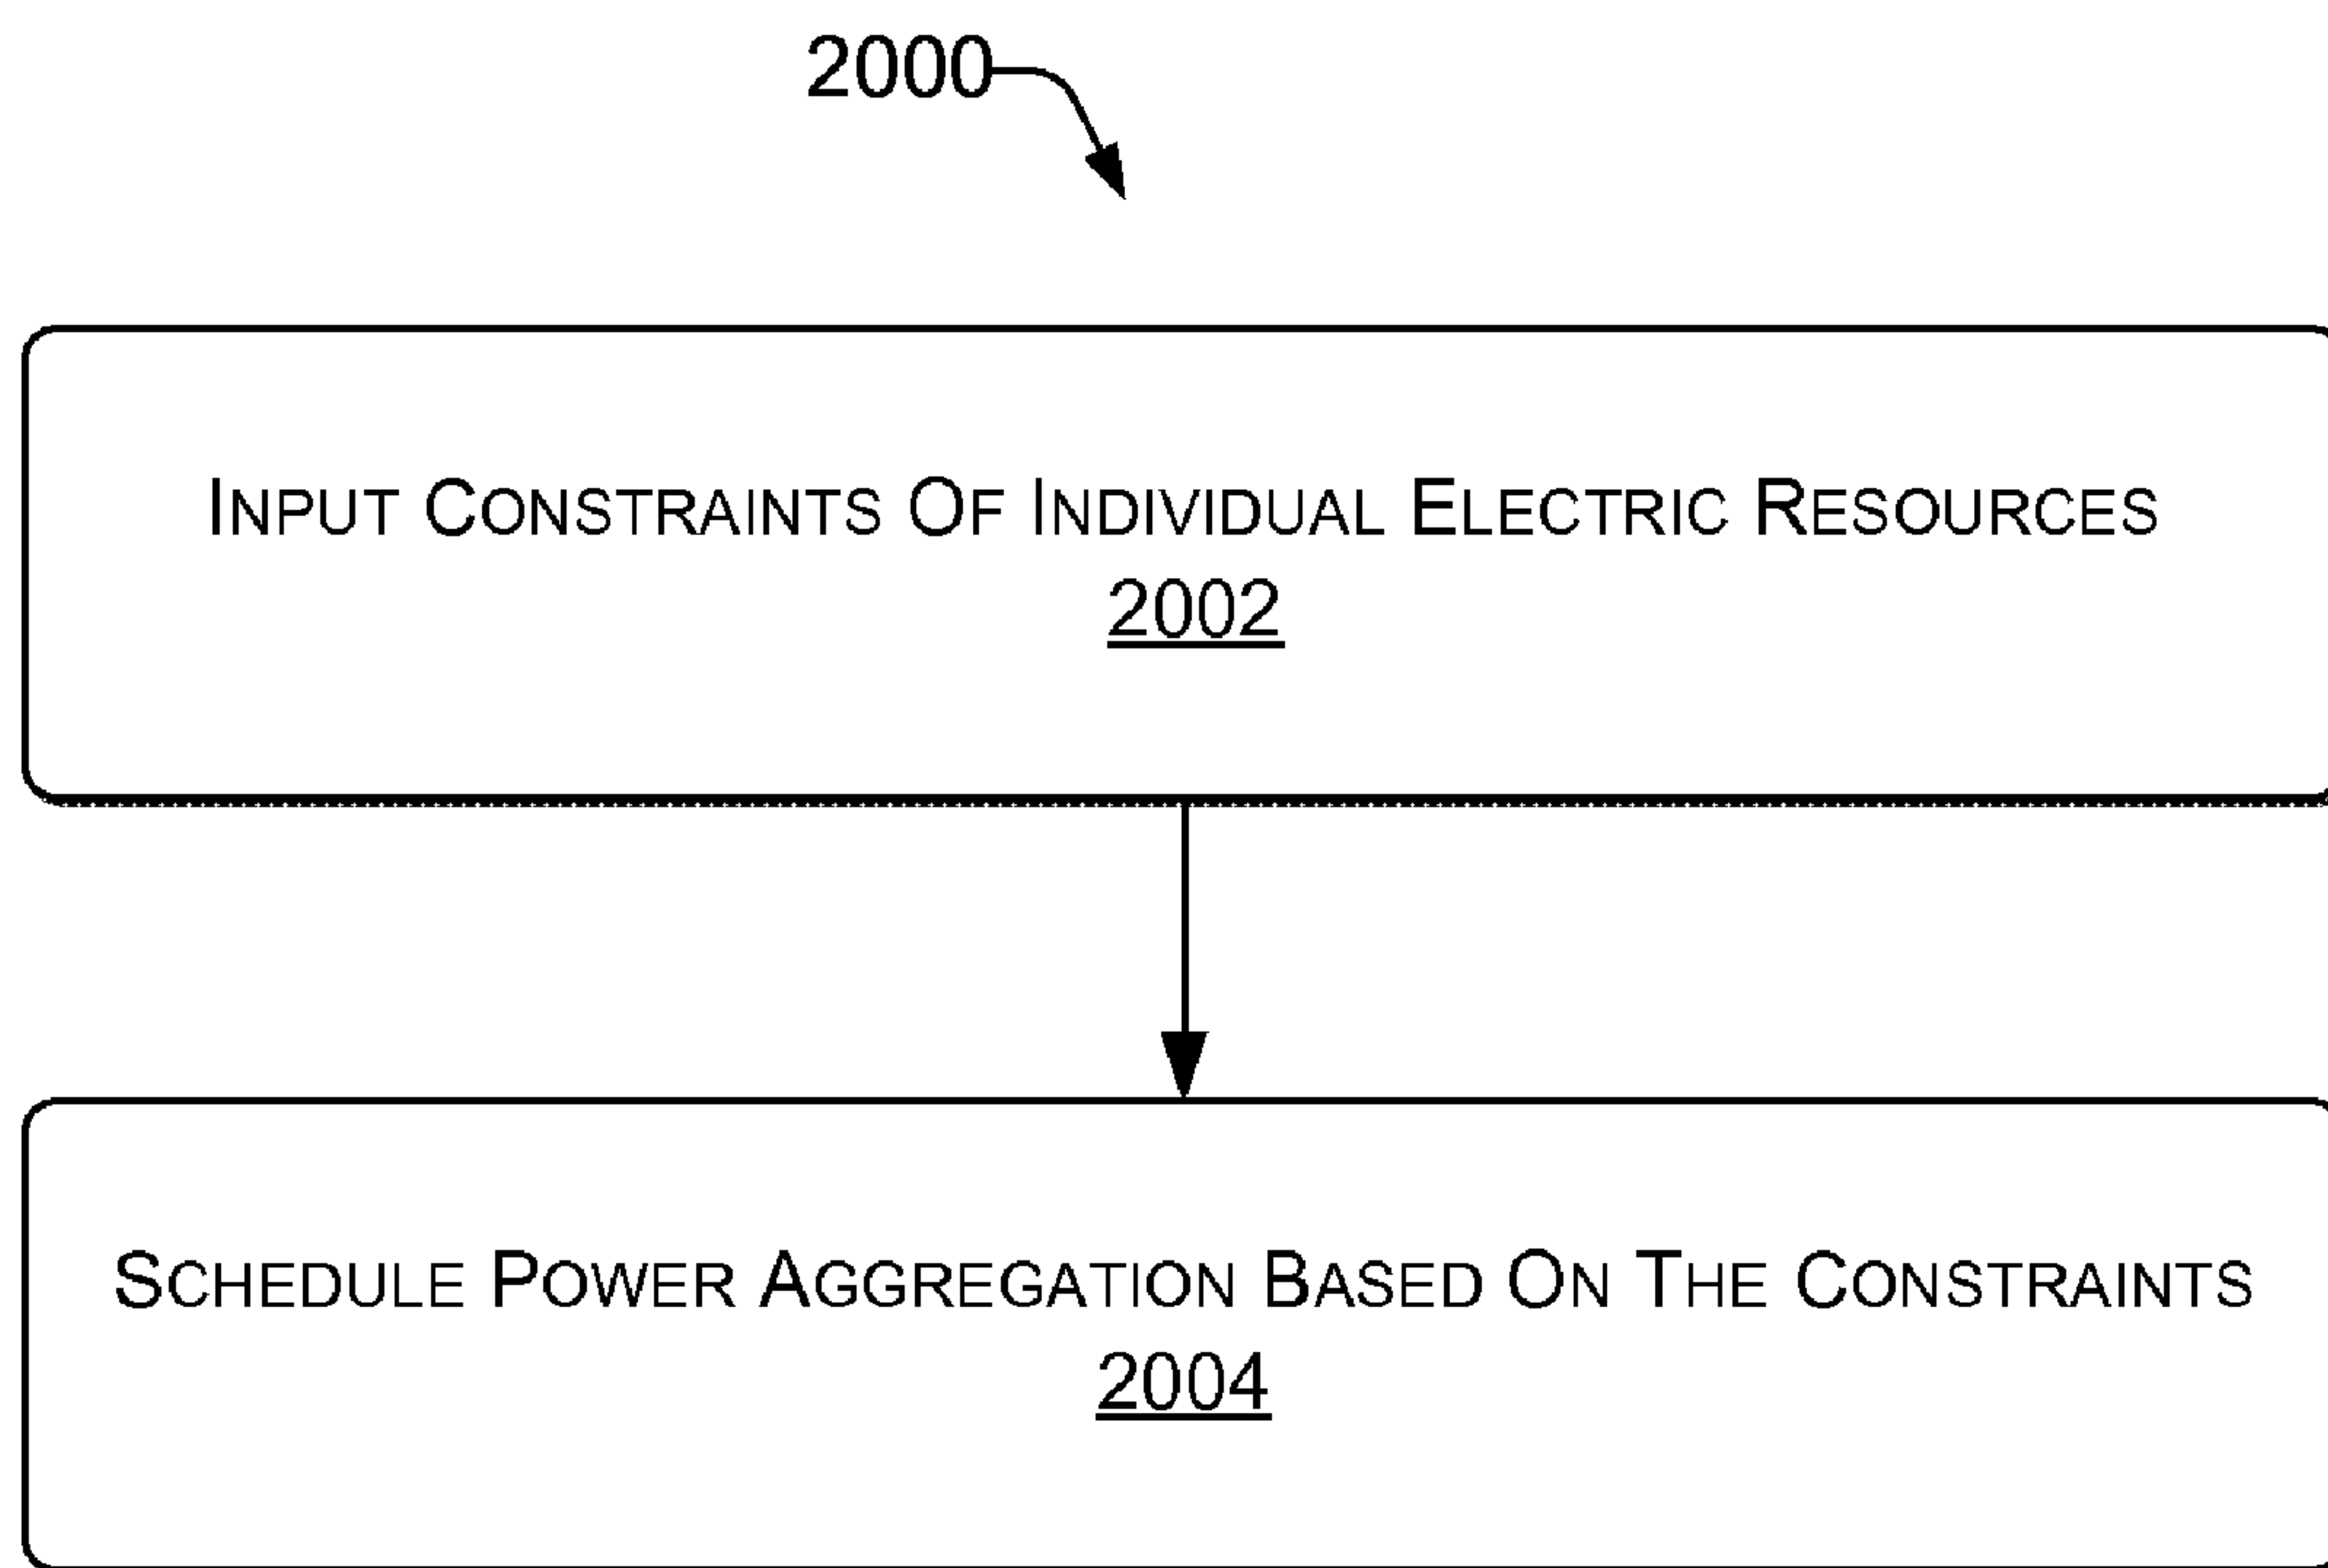 2000
INPUT CONSTRAINTS OF INDIVIDUAL ELECTRIC RESOURCES
2002
SCHEDULE POWER AGGREGATION BASED ON THE CONSTRAINTS
2004